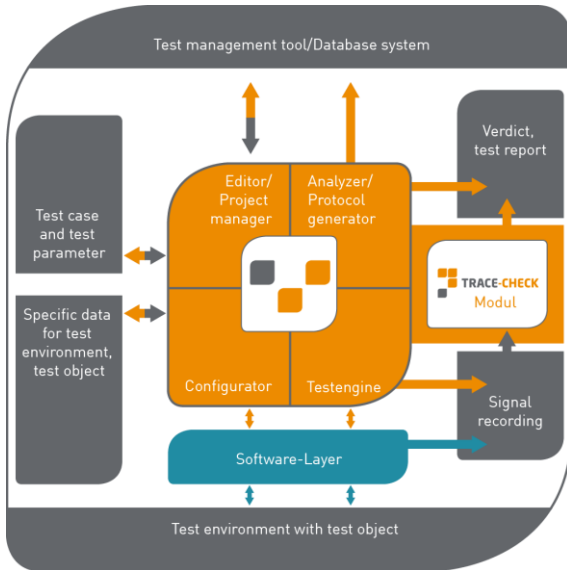 Test management tool/Database system
Verdict,
test report
Editor/
Project
manager
Analyzer/
Protocol
generator
Test case
and test
parameter
TRACE-CHECK
Modul
Specific data
for test
environment,
test object
Configurator
Testengine
Signal
recording
Software-Layer
Test environment with test object